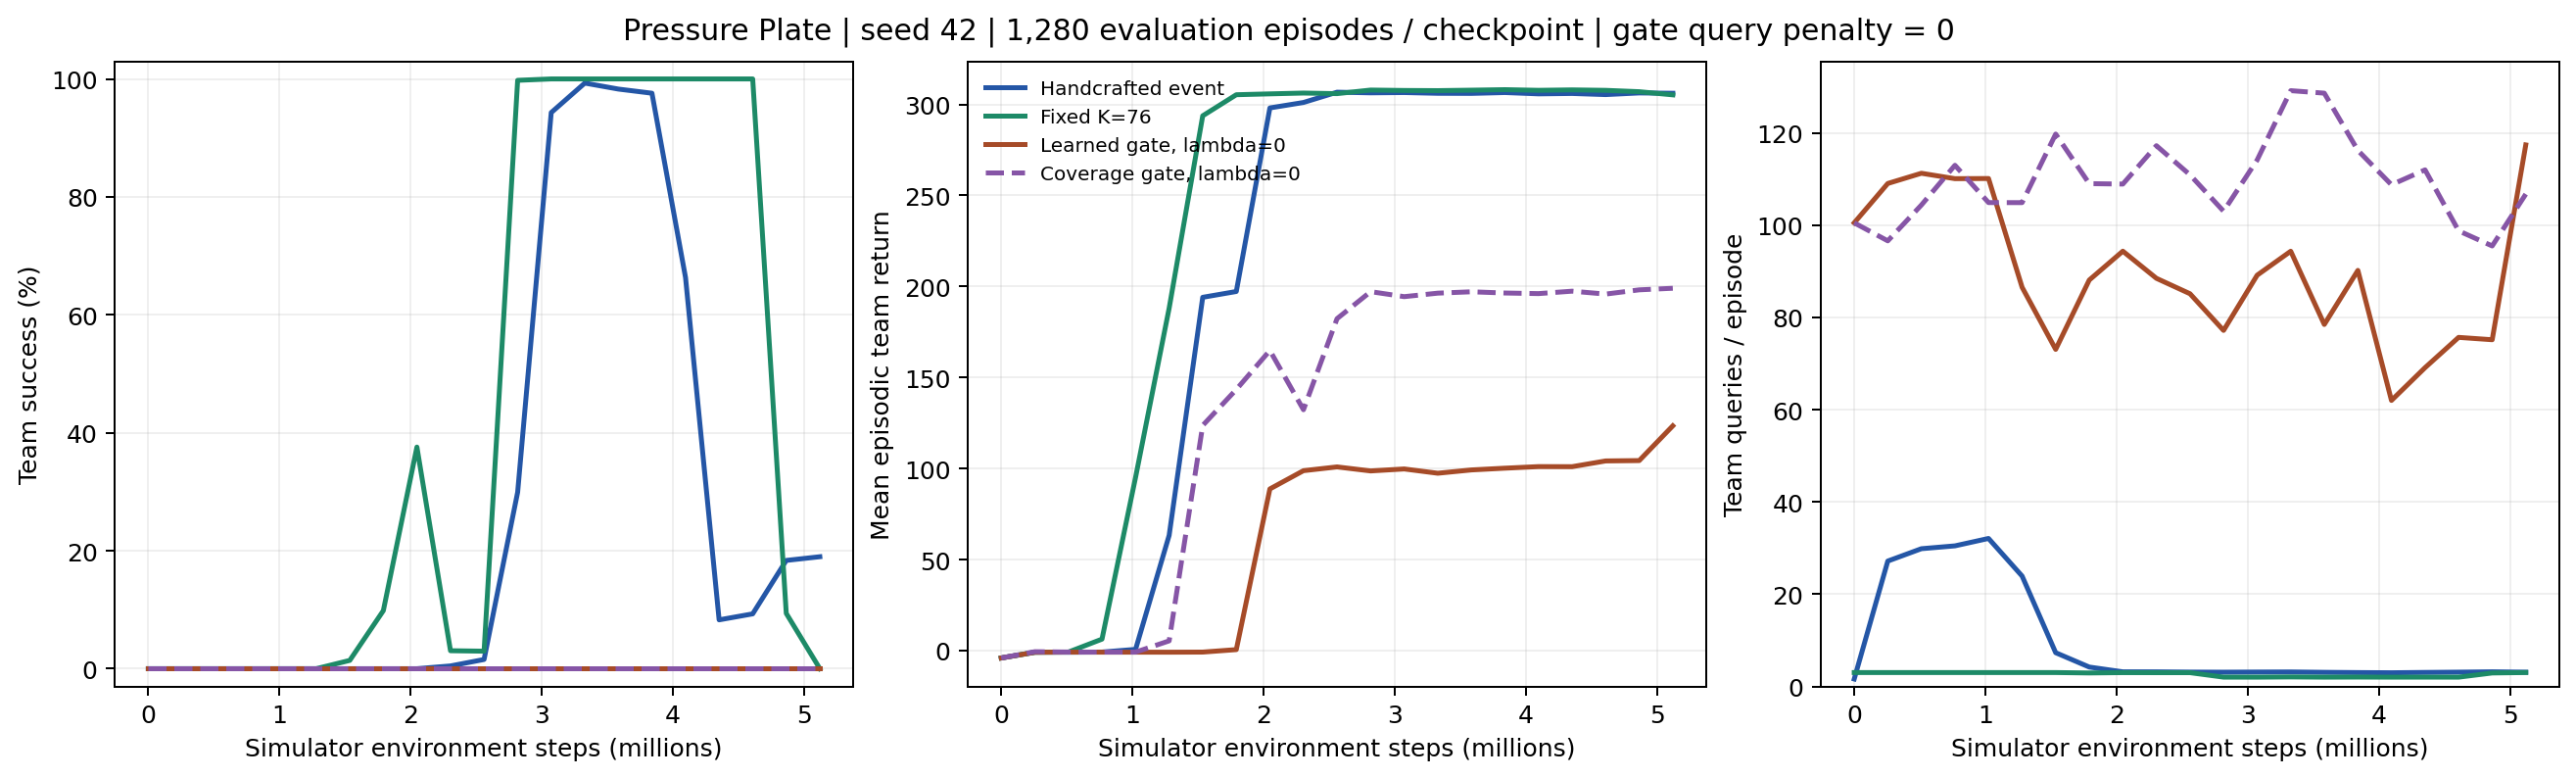 Pressure Plate | seed 42 | 1,280 evaluation episodes / checkpoint | gate query penalty = 0
Team success (%)
100
80
60
40
20
0
0 1 2 3 4 5
Simulator environment steps (millions)
Mean episodic team return
300
250
200
150
100
50
0
Handcrafted event
Fixed K=76
Learned gate, lambda=0
Coverage gate, lambda=0
0 1 2 3 4 5
Simulator environment steps (millions)
Team queries / episode
120
100
80
60
40
20
0
0 1 2 3 4 5
Simulator environment steps (millions)